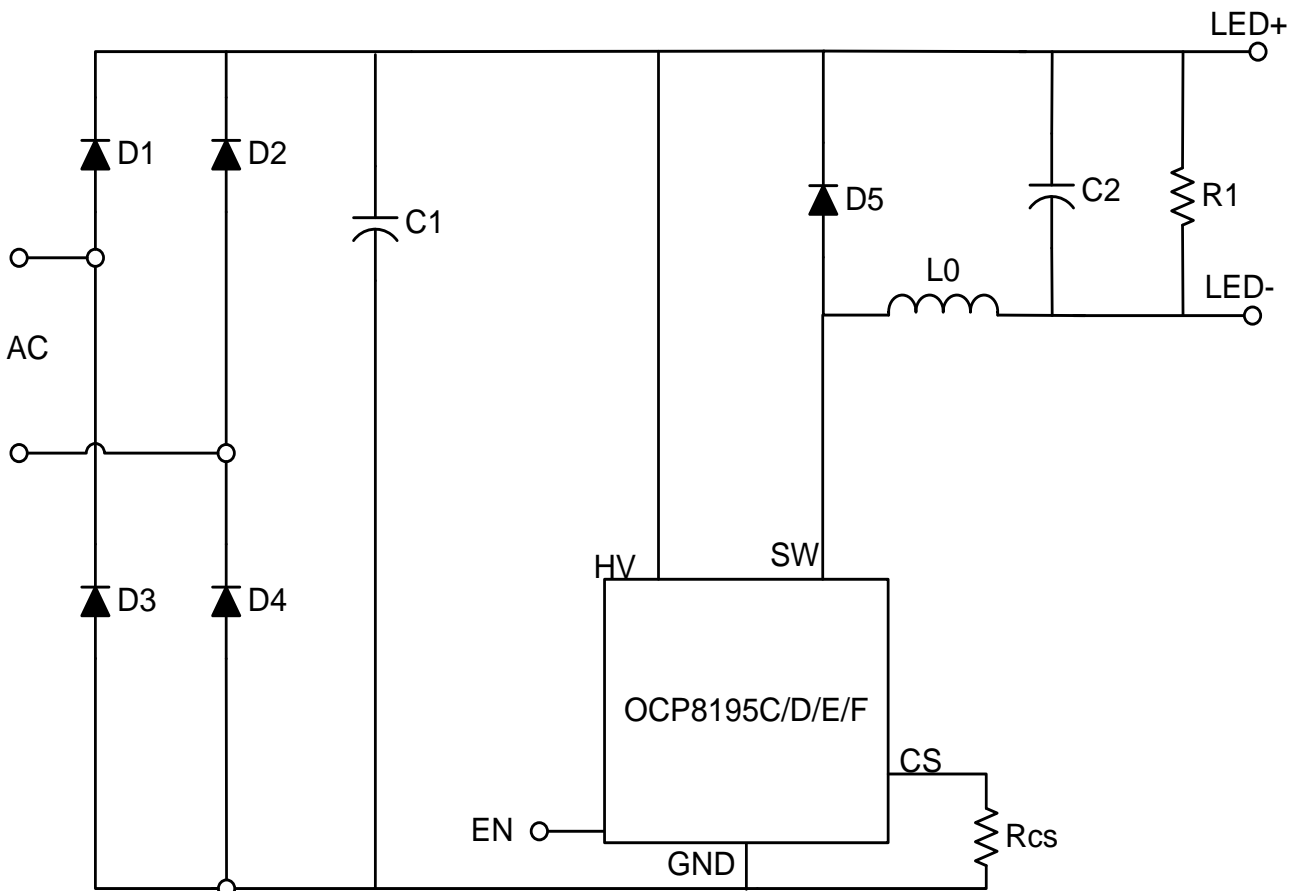 LED+
D1
D2
C1
D5
C2
R1
L0
LED-
AC
HV
SW
D3
D4
OCP8195C/D/E/F
CS
EN
GND
Rcs